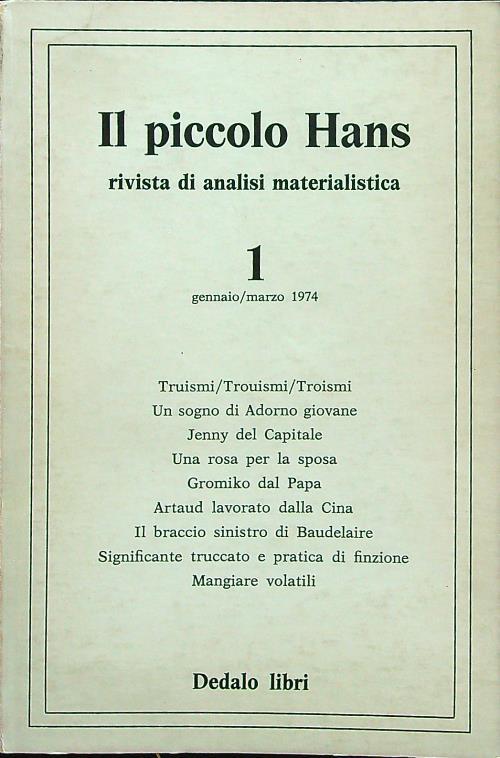 Il piccolo Hans
rivista di analisi materialistica
1
gennaio/marzo 1974
Truismi/Trouismi/Troismi
Un sogno di Adorno giovane
Jenny del Capitale
Una rosa per la sposa
Gromiko dal Papa
Artaud lavorato dalla Cina
Il braccio sinistro di Baudelaire
Significante truccato e pratica di finzione
Mangiare volatili
Dedalo libri